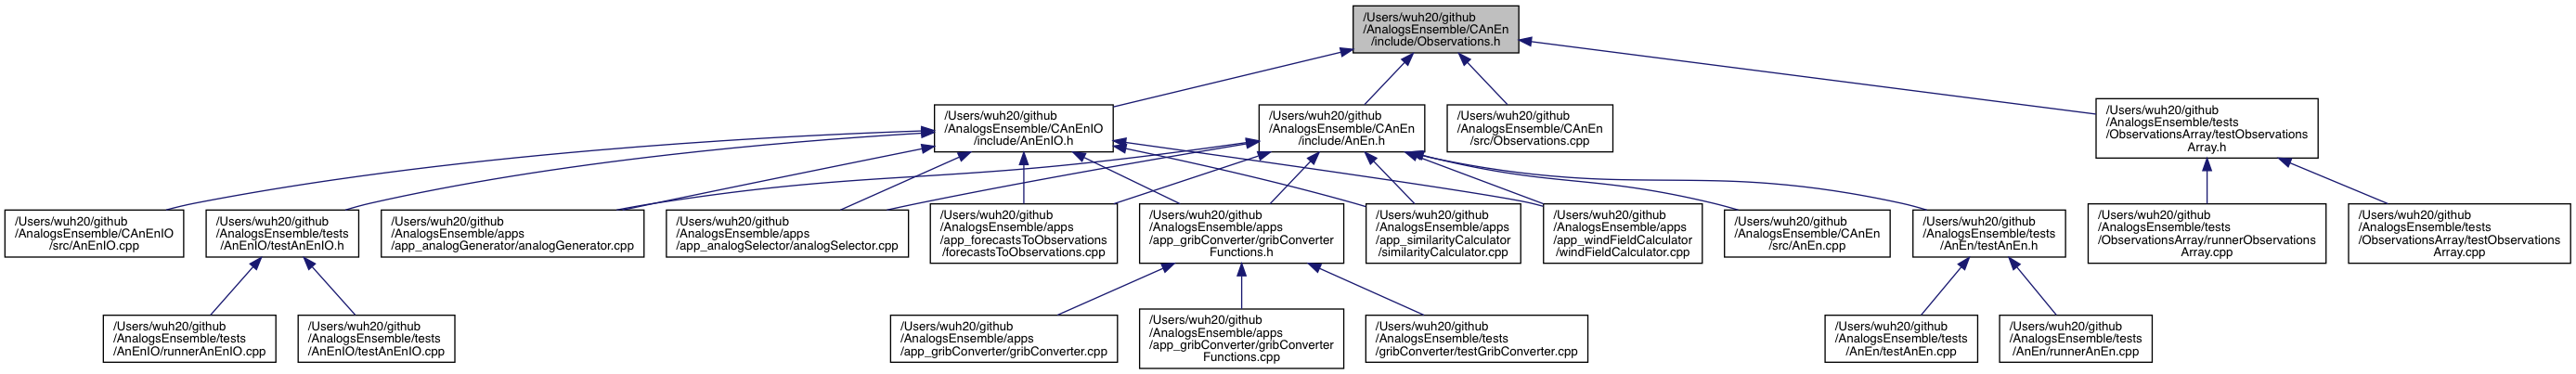 /Users/wuh20/github
/AnalogsEnsemble/CAnEn
/include/Observations.h
/Users/wuh20/github
/AnalogsEnsemble/CAnEnIO
/include/AnEnIO.h
/Users/wuh20/github
/AnalogsEnsemble/CAnEn
/include/AnEn.h
/Users/wuh20/github
/AnalogsEnsemble/CAnEn
/src/Observations.cpp
/Users/wuh20/github
/AnalogsEnsemble/tests
/ObservationsArray/testObservations
Array.h
/Users/wuh20/github
/AnalogsEnsemble/CAnEnIO
/src/AnEnIO.cpp
/Users/wuh20/github
/AnalogsEnsemble/tests
/AnEnIO/testAnEnIO.h
/Users/wuh20/github
/AnalogsEnsemble/apps
/app_analogGenerator/analogGenerator.cpp
/Users/wuh20/github
/AnalogsEnsemble/apps
/app_analogSelector/analogSelector.cpp
/Users/wuh20/github
/AnalogsEnsemble/apps
/app_forecastsToObservations
/forecastsToObservations.cpp
/Users/wuh20/github
/AnalogsEnsemble/apps
/app_gribConverter/gribConverter
Functions.h
/Users/wuh20/github
/AnalogsEnsemble/apps
/app_similarityCalculator
/similarityCalculator.cpp
/Users/wuh20/github
/AnalogsEnsemble/apps
/app_windFieldCalculator
/windFieldCalculator.cpp
/Users/wuh20/github
/AnalogsEnsemble/CAnEn
/src/AnEn.cpp
/Users/wuh20/github
/AnalogsEnsemble/tests
/AnEn/testAnEn.h
/Users/wuh20/github
/AnalogsEnsemble/tests
/ObservationsArray/runnerObservations
Array.cpp
/Users/wuh20/github
/AnalogsEnsemble/tests
/ObservationsArray/testObservations
Array.cpp
/Users/wuh20/github
/AnalogsEnsemble/tests
/AnEnIO/runnerAnEnIO.cpp
/Users/wuh20/github
/AnalogsEnsemble/tests
/AnEnIO/testAnEnIO.cpp
/Users/wuh20/github
/AnalogsEnsemble/apps
/app_gribConverter/gribConverter.cpp
/Users/wuh20/github
/AnalogsEnsemble/apps
/app_gribConverter/gribConverter
Functions.cpp
/Users/wuh20/github
/AnalogsEnsemble/tests
/gribConverter/testGribConverter.cpp
/Users/wuh20/github
/AnalogsEnsemble/tests
/AnEn/testAnEn.cpp
/Users/wuh20/github
/AnalogsEnsemble/tests
/AnEn/runnerAnEn.cpp